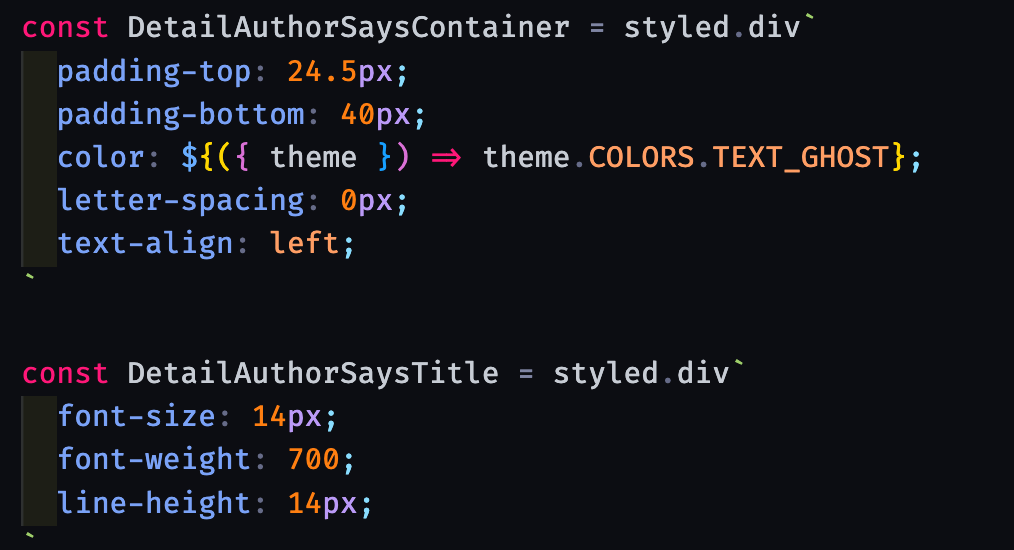 const DetailAuthorSaysContainer = styled.div`
padding-top: 24.5px;
padding-bottom: 40px;
color: ${({ theme }) => theme.COLORS.TEXT_GHOST};
letter-spacing: 0px;
text-align: left;
`
const DetailAuthorSaysTitle = styled.div`
font-size: 14px;
font-weight: 700;
line-height: 14px;
`